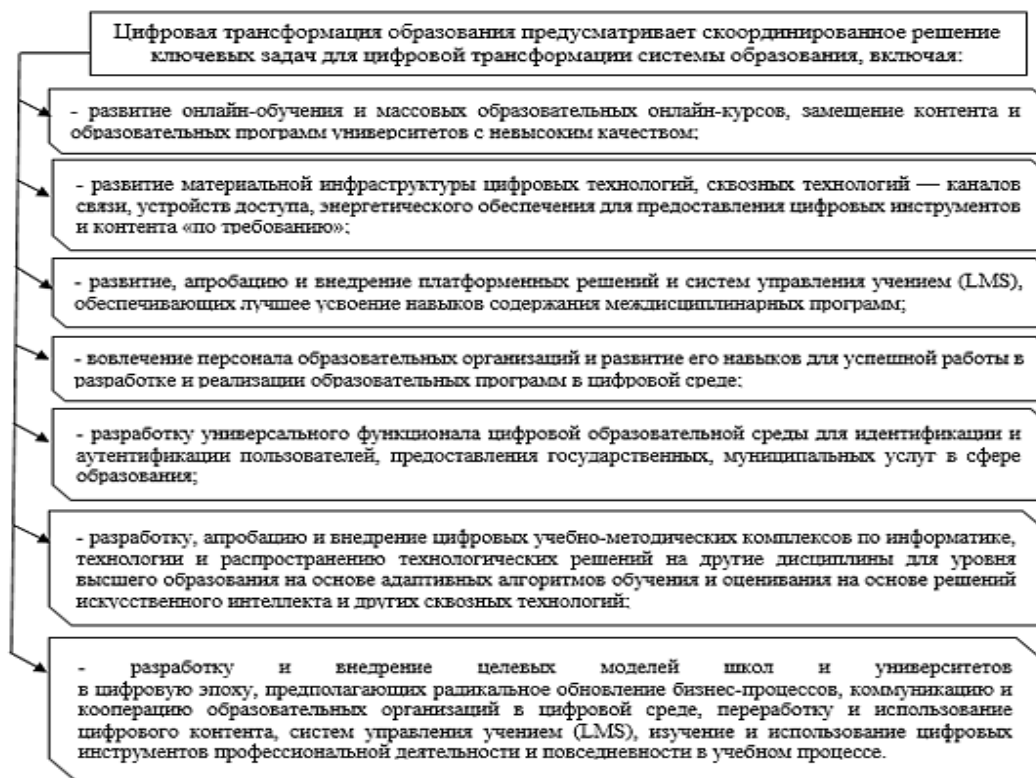 Цифровая трансформация образования предусматривает скоординированное решение
ключевых задач для цифровой трансформации системы образования, включая:
- развитие онлайн-обучения и массовых образовательных онлайн-курсов, замещение контента и
образовательных программ университетов с невысоким качеством;
- развитие материальной инфраструктуры цифровых технологий, сквозных технологий — каналов
связи, устройств доступа, энергетического обеспечения для предоставления цифровых инструментов
и контента «по требованию»;
- развитие, апробацию и внедрение платформенных решений и систем управления учением (LMS),
обеспечивающих лучшее усвоение навыков содержания междисциплинарных программ;
- вовлечение персонала образовательных организаций и развитие его навыков для успешной работы в
разработке и реализации образовательных программ в цифровой среде;
- разработку универсального функционала цифровой образовательной среды для идентификации и
аутентификации пользователей, предоставления государственных, муниципальных услуг в сфере
образования;
- разработку, апробацию и внедрение цифровых учебно-методических комплексов по информатике,
технологии и распространению технологических решений на другие дисциплины для уровня
высшего образования на основе адаптивных алгоритмов обучения и оценивания на основе решений
искусственного интеллекта и других сквозных технологий;
- разработку и внедрение целевых моделей школ и университетов
в цифровую эпоху, предполагающих радикальное обновление бизнес-процессов, коммуникацию и
кооперацию образовательных организаций в цифровой среде, переработку и использование
цифрового контента, систем управления учением (LMS), изучение и использование цифровых
инструментов профессиональной деятельности и повседневности в учебном процессе.